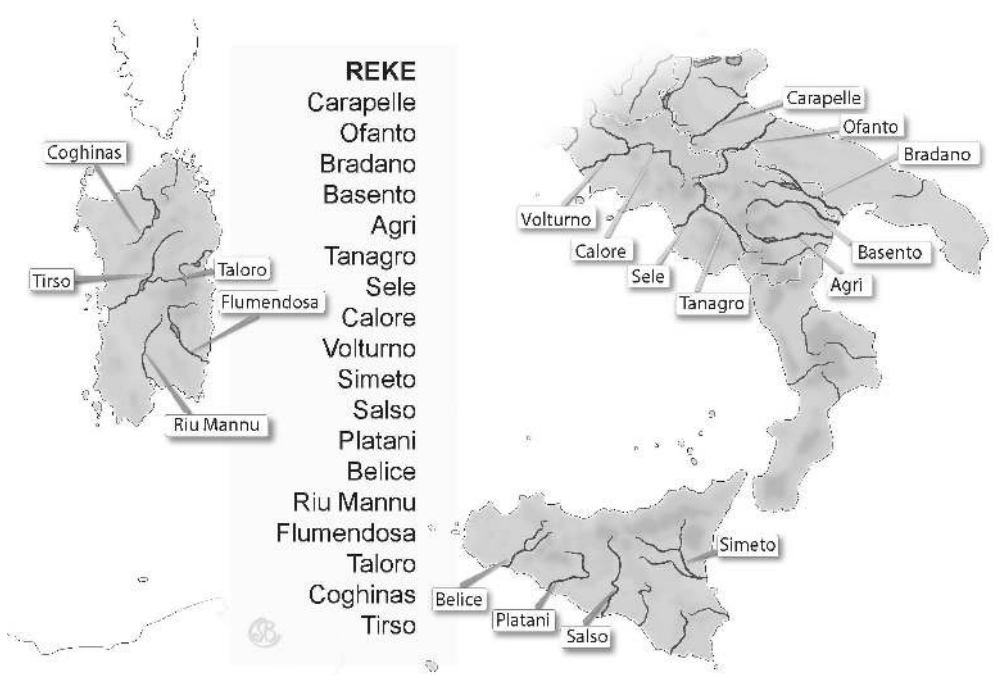 REKE
Carapelle
Ofanto
Bradano
Basento
Agri
Tanagro
Sele
Calore
Volturno
Simeto
Salso
Platani
Belice
Riu Mannu
Flumendosa
Taloro
Coghinas
Tirso
Coghinas
Tirso
Taloro
Flumendosa
Riu Mannu
Carapelle
Ofanto
Bradano
Volturno
Calore
Basento
Sele
Agri
Tanagro
Simeto
Belice
Platani
Salso